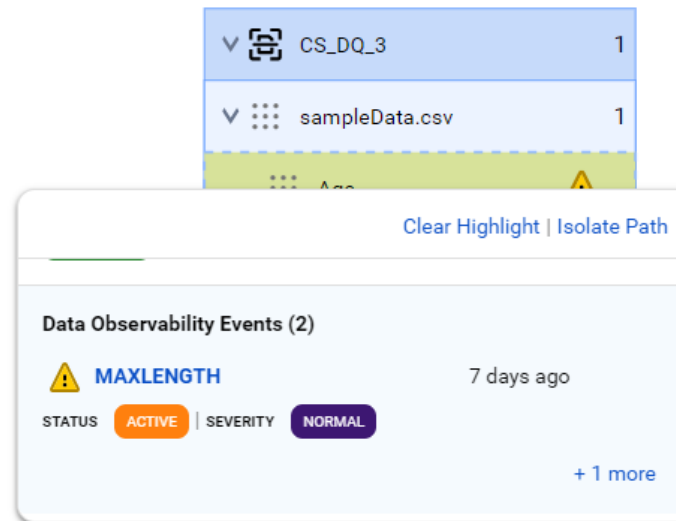 CS_DQ_3 1
sampleData.csv 1
Age
Clear Highlight | Isolate Path
Data Observability Events (2)
MAXLENGTH 7 days ago
STATUS ACTIVE | SEVERITY NORMAL
+ 1 more